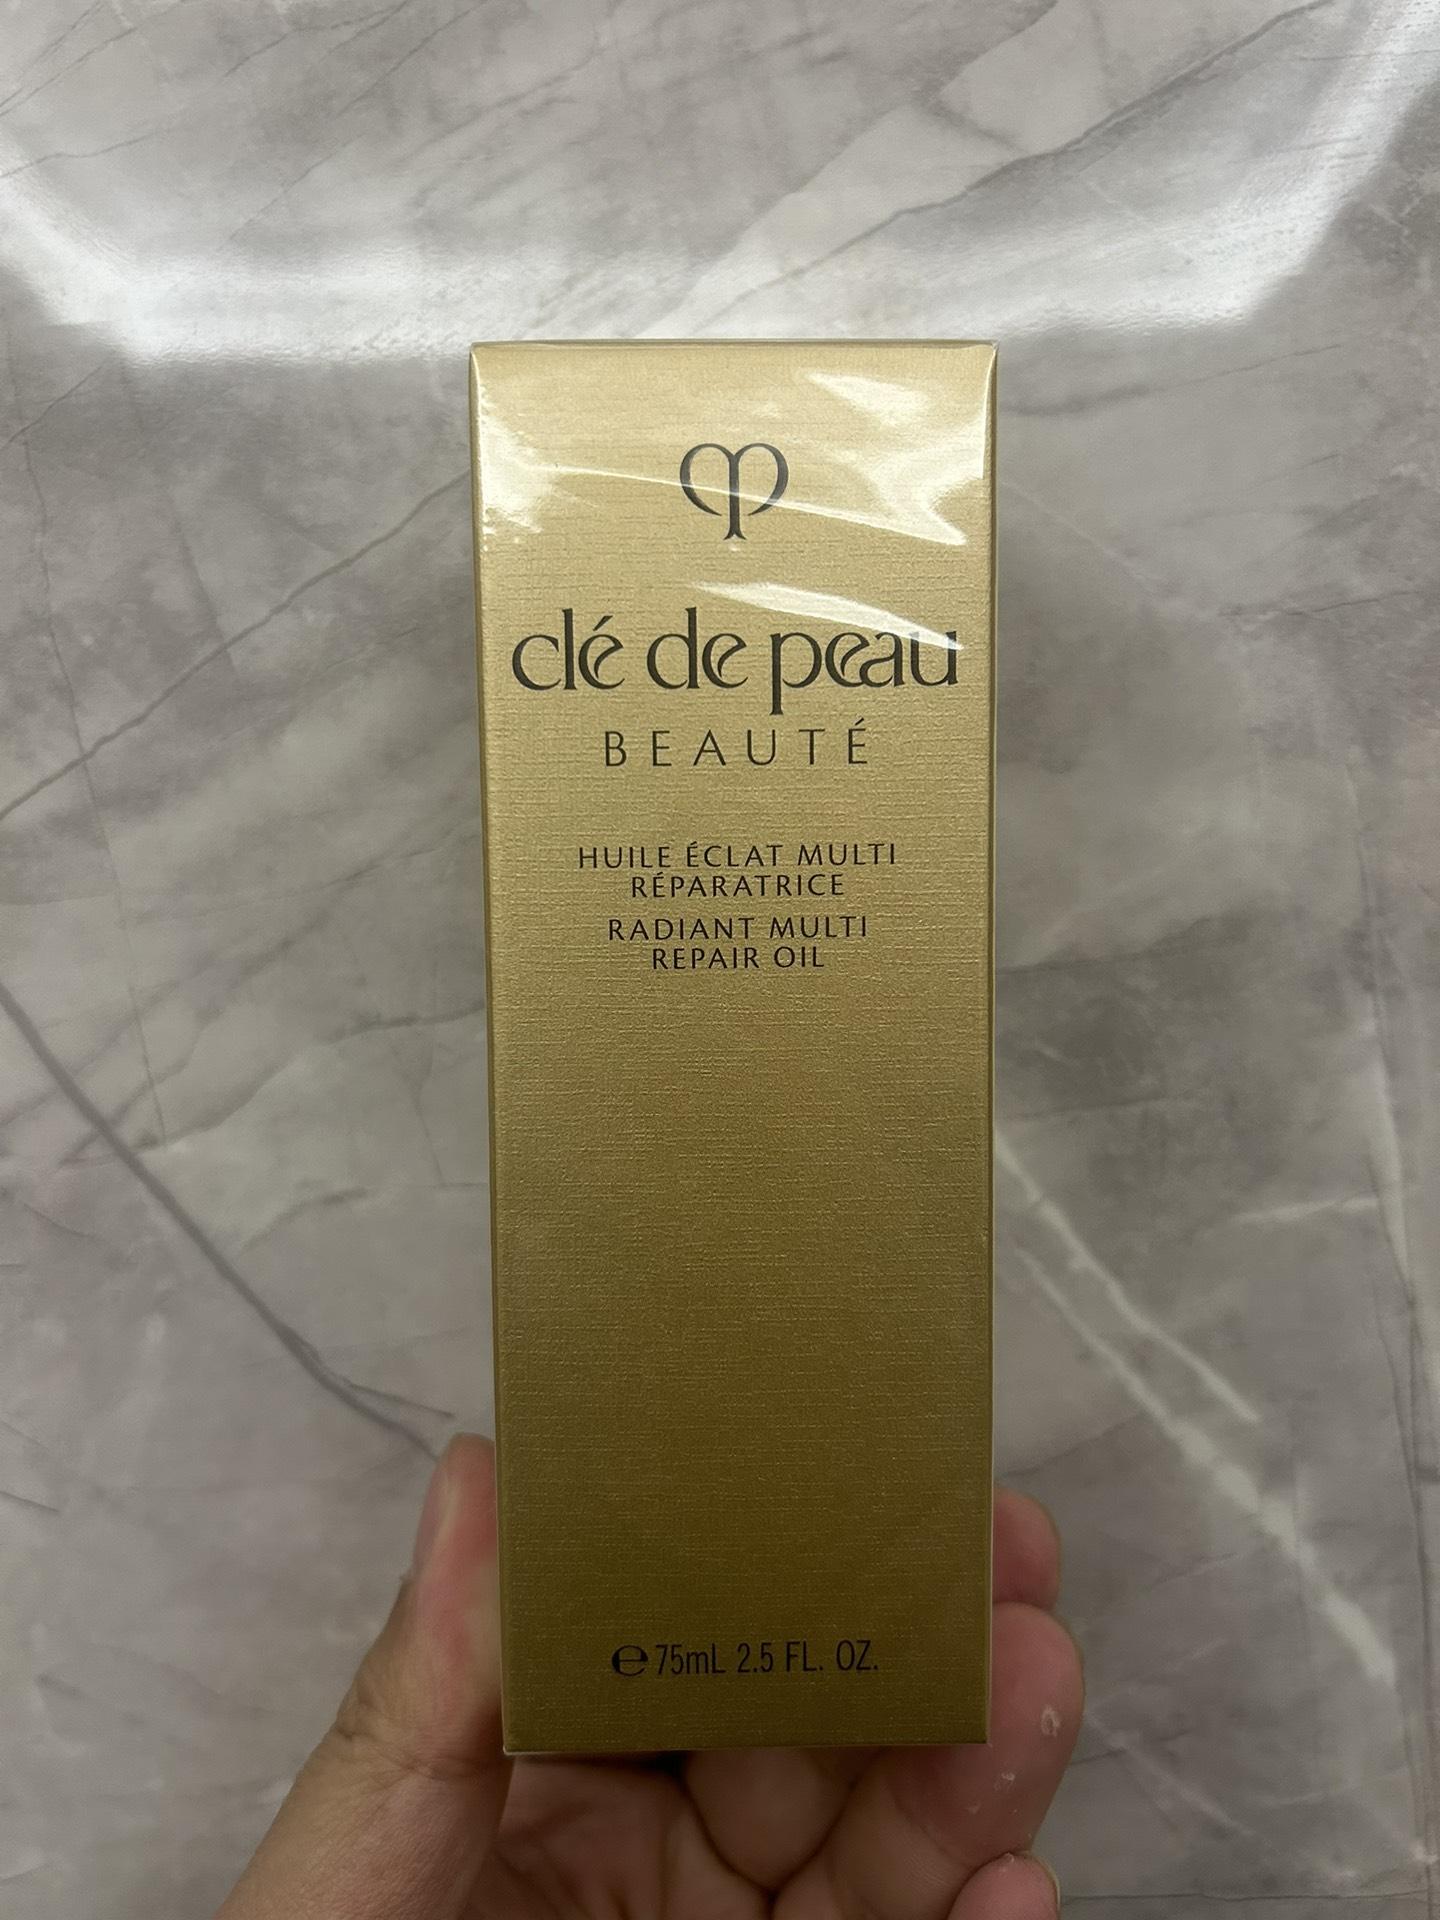 clé de peau
BEAUTÉ
HUILE ÉCLAT MULTI
RÉPARATRICE
RADIANT MULTI
REPAIR OIL
℮ 75mL 2.5 FL. OZ.